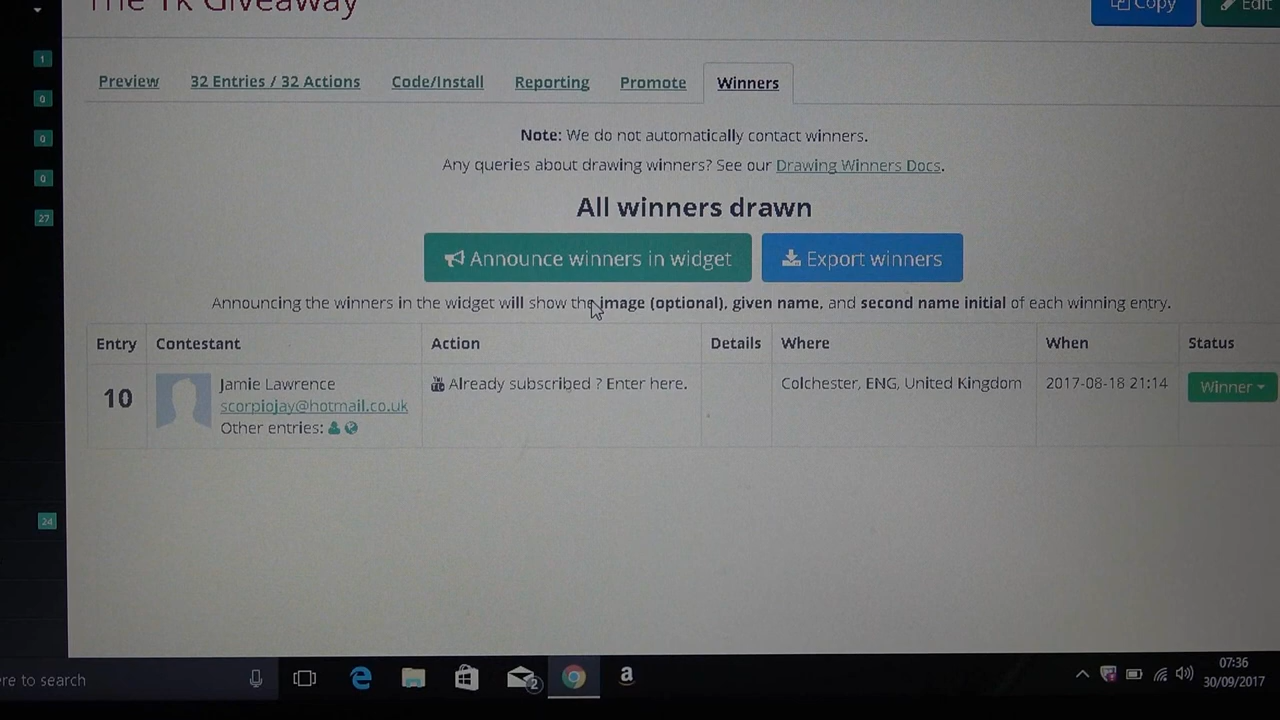 The 1k Giveaway
Copy
Edit
1
0
0
0
27
24
Preview
32 Entries / 32 Actions
Code/Install
Reporting
Promote
Winners
Note: We do not automatically contact winners.
Any queries about drawing winners? See our Drawing Winners Docs.
All winners drawn
Announce winners in widget
Export winners
Announcing the winners in the widget will show the image (optional), given name, and second name initial of each winning entry.
Entry Contestant Action Details Where When Status
10
Jamie Lawrence
scorpiojay@hotmail.co.uk
Other entries:
Already subscribed ? Enter here.
Colchester, ENG, United Kingdom
2017-08-18 21:14
Winner
ere to search
2
07:36
30/09/2017